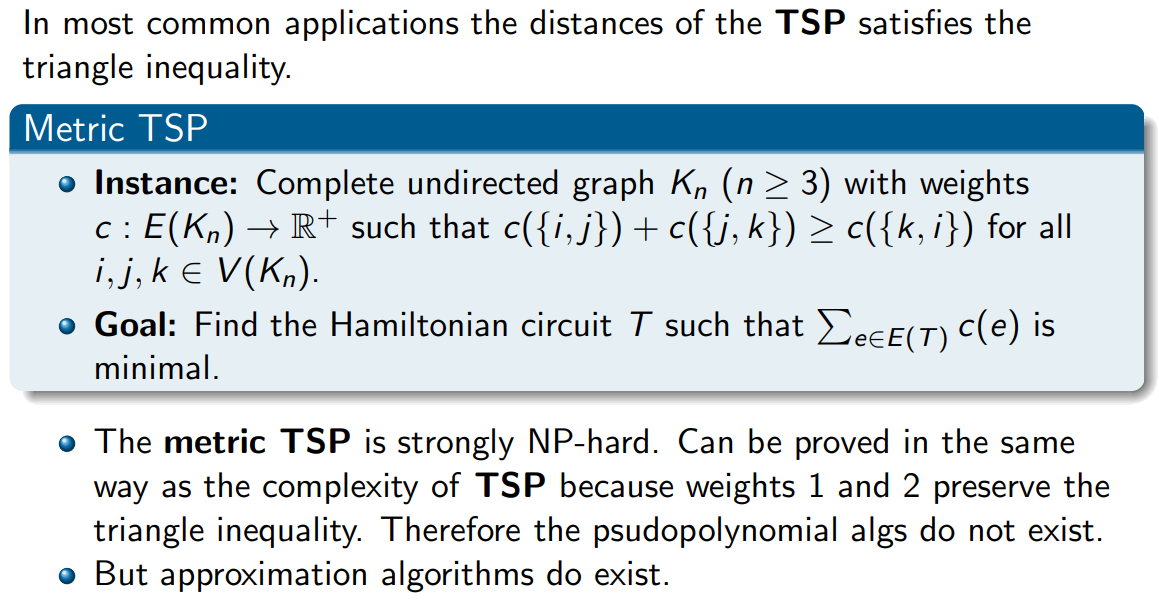 In most common applications the distances of the TSP satisfies the
triangle inequality.
Metric TSP
Instance: Complete undirected graph Kₙ (n ≥ 3) with weights
c : E(Kₙ) → ℝ⁺ such that c({i, j}) + c({j, k}) ≥ c({k, i}) for all
i, j, k ∈ V(Kₙ).
Goal: Find the Hamiltonian circuit T such that ∑_{e∈E(T)} c(e) is
minimal.
The metric TSP is strongly NP-hard. Can be proved in the same
way as the complexity of TSP because weights 1 and 2 preserve the
triangle inequality. Therefore the psudopolynomial algs do not exist.
But approximation algorithms do exist.